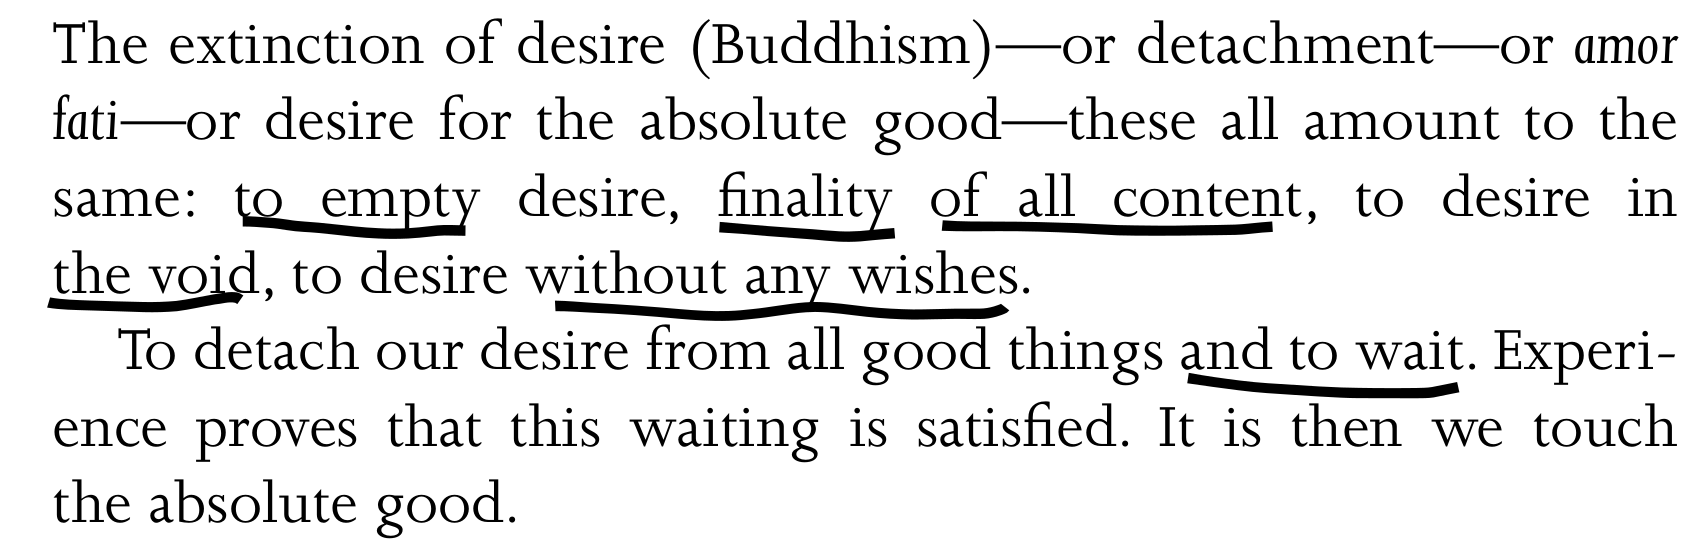 The extinction of desire (Buddhism)—or detachment—or amor
fati—or desire for the absolute good—these all amount to the
same: to empty desire, finality of all content, to desire in
the void, to desire without any wishes.
To detach our desire from all good things and to wait. Experi-
ence proves that this waiting is satisfied. It is then we touch
the absolute good.